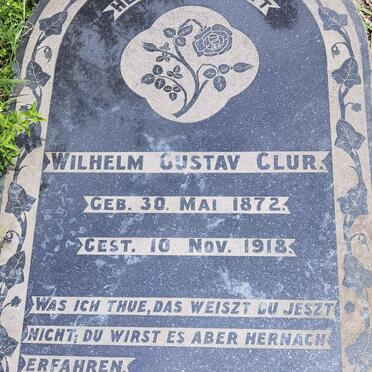 WILHELM GUSTAV CLUR.
GEB. 30. MAI 1872.
GEST. 10 NOV. 1918.
WAS ICH THUE, DAS WEISZT DU JESZT
NICHT; DU WIRST ES ABER HERNACH
ERFAHREN.